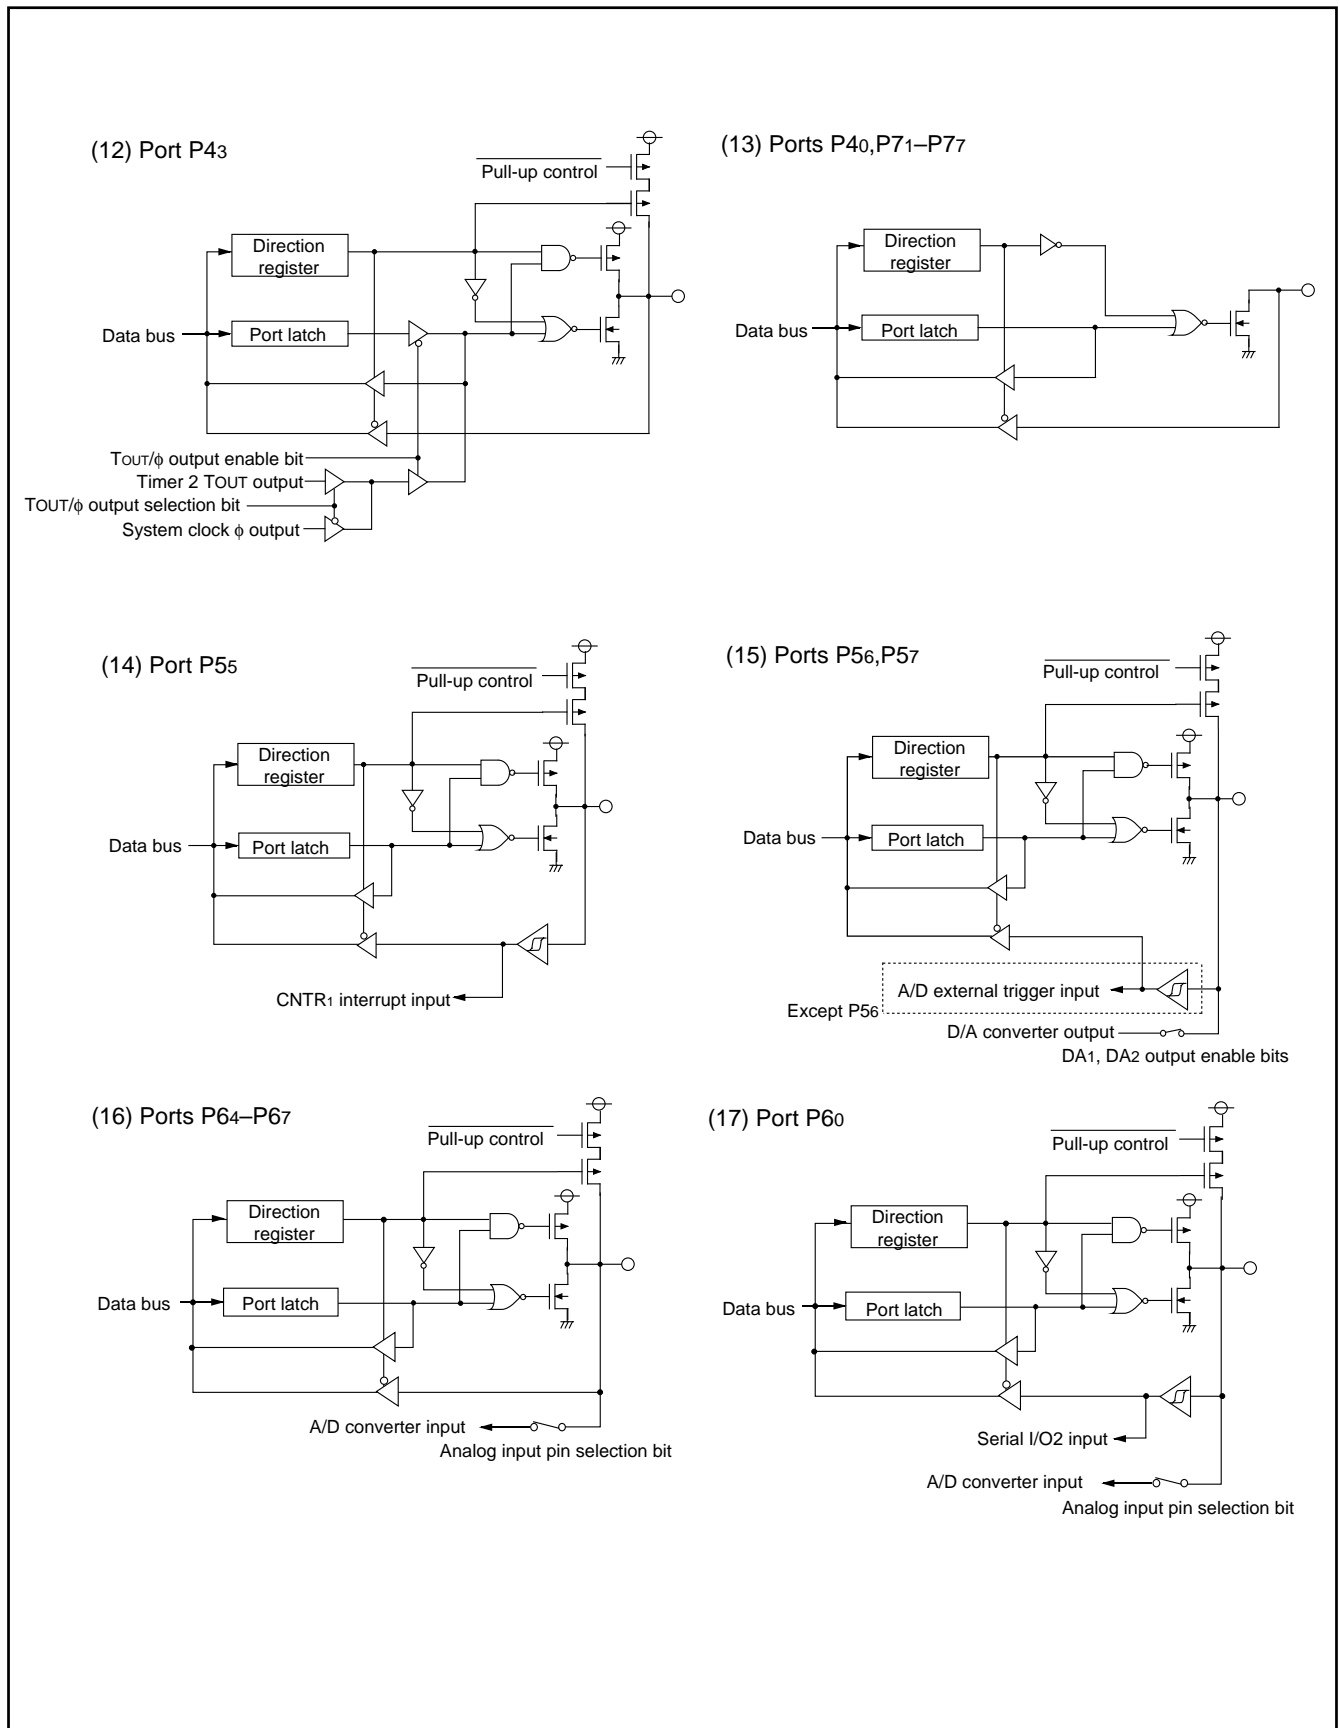 (12) Port P43
Pull-up control
Direction
register
Data bus
Port latch
TOUT/ϕ output enable bit
Timer 2 TOUT output
TOUT/ϕ output selection bit
System clock ϕ output
(13) Ports P40,P71–P77
Direction
register
Data bus
Port latch
(14) Port P55
Pull-up control
Direction
register
Data bus
Port latch
CNTR1 interrupt input
(15) Ports P56,P57
Pull-up control
Direction
register
Data bus
Port latch
A/D external trigger input
Except P56
D/A converter output
DA1, DA2 output enable bits
(16) Ports P64–P67
Pull-up control
Direction
register
Data bus
Port latch
A/D converter input
Analog input pin selection bit
(17) Port P60
Pull-up control
Direction
register
Data bus
Port latch
Serial I/O2 input
A/D converter input
Analog input pin selection bit